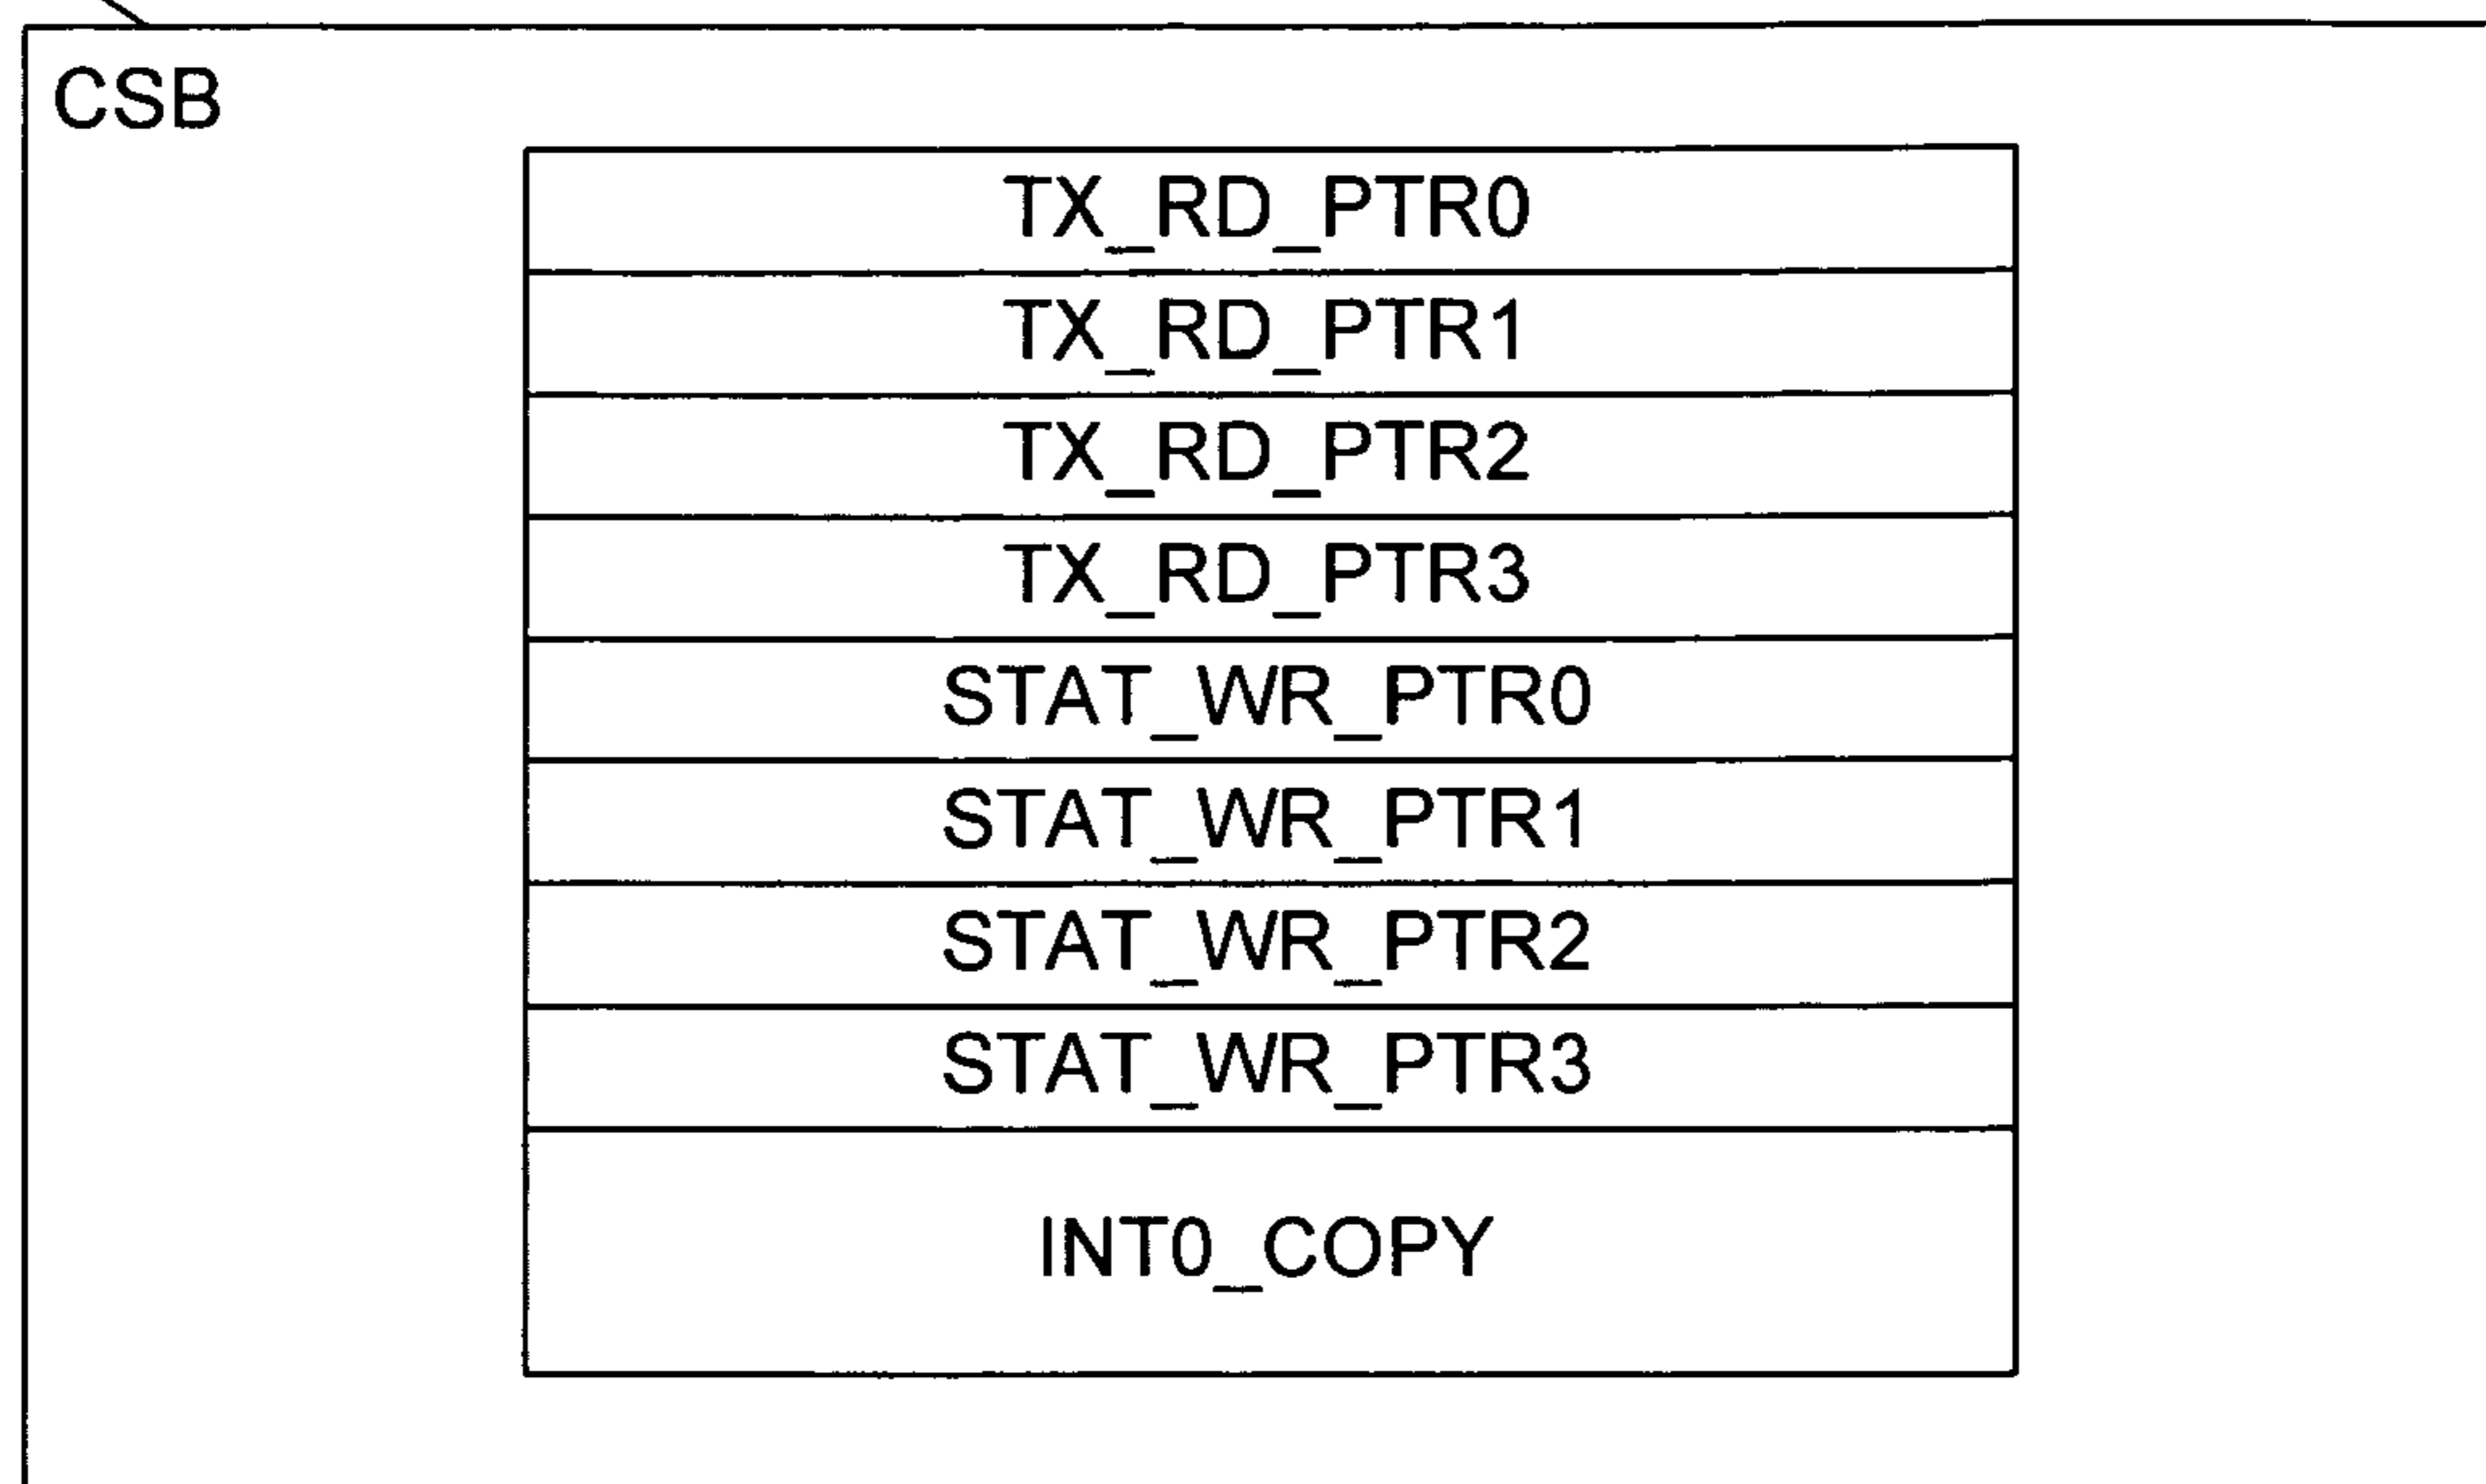 CSB
TX_RD_PTR0
TX_RD_PTR1
TX_RD_PTR2
TX_RD_PTR3
STAT_WR_PTR0
STAT_WR_PTR1
STAT_WR_PTR2
STAT_WR_PTR3
INT0_COPY